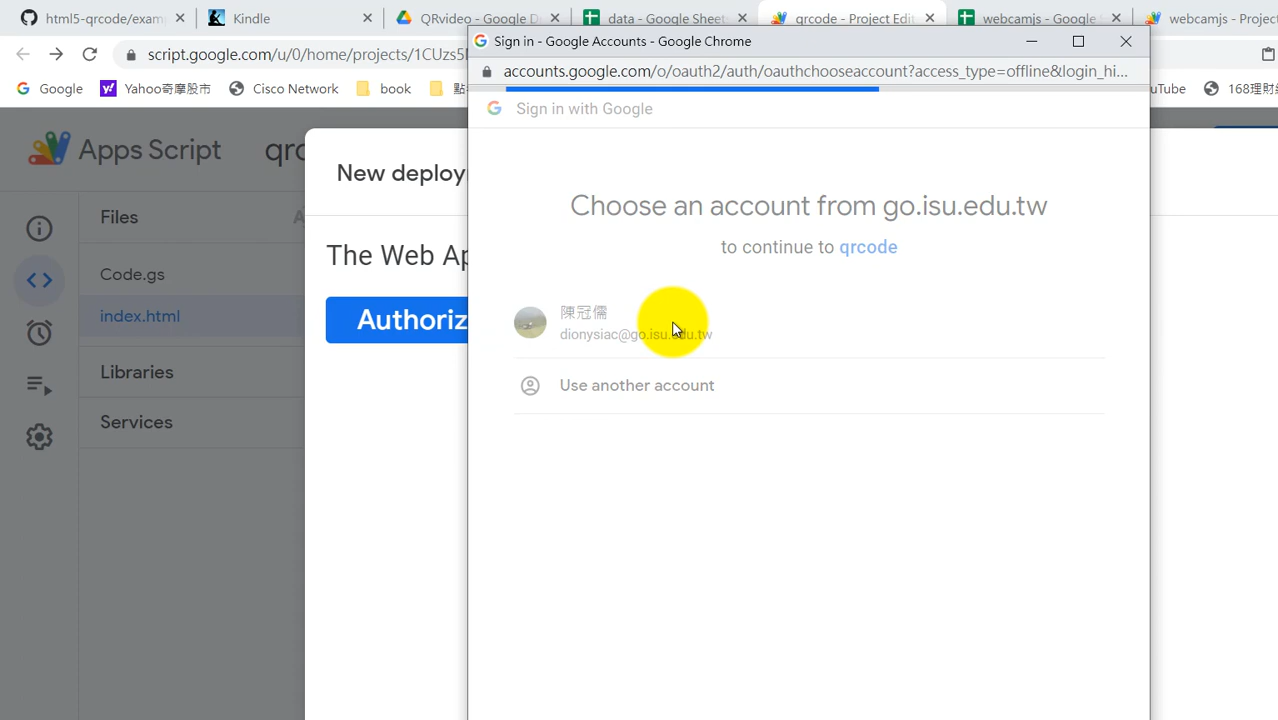 html5-qrcode/exam
Kindle
QRvideo - Google D
data - Google Sheets
qrcode - Project Edit
webcamjs - Google S
webcamjs - Project
script.google.com/u/0/home/projects/1CUzs5
Sign in - Google Accounts - Google Chrome
accounts.google.com/o/oauth2/auth/oauthchooseaccount?access_type=offline&login_hi...
Google
Yahoo奇摩股市
Cisco Network
book
uTube
168理財
Sign in with Google
Apps Script
qrc
New deploy
Choose an account from go.isu.edu.tw
to continue to qrcode
Files
The Web Ap
Code.gs
index.html
Authoriz
陳冠儒
dionysiac@go.isu.edu.tw
Libraries
Use another account
Services